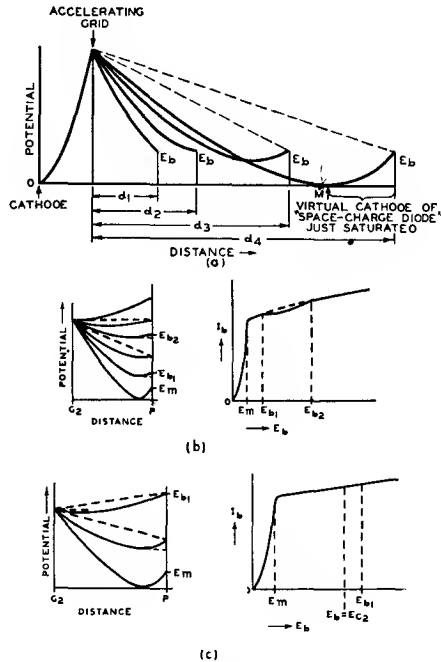 ACCELERATING
GRID
POTENTIAL
O
CATHODE
Eb
Eb
Eb
Eb
M
d1
d2
d3
d4
VIRTUAL CATHODE OF
"SPACE-CHARGE DIODE"
JUST SATURATED
DISTANCE
(a)
POTENTIAL
Eb2
Eb1
Em
G2
P
DISTANCE
Ib
O
Em
Eb1
Eb2
Eb
(b)
POTENTIAL
Eb1
Em
G2
P
DISTANCE
Ib
Em
Eb=EC2
Eb1
Eb
(c)